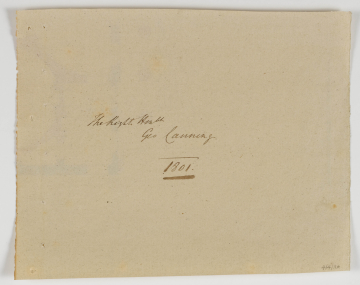 The Right Honble
Geo Canning
1801.